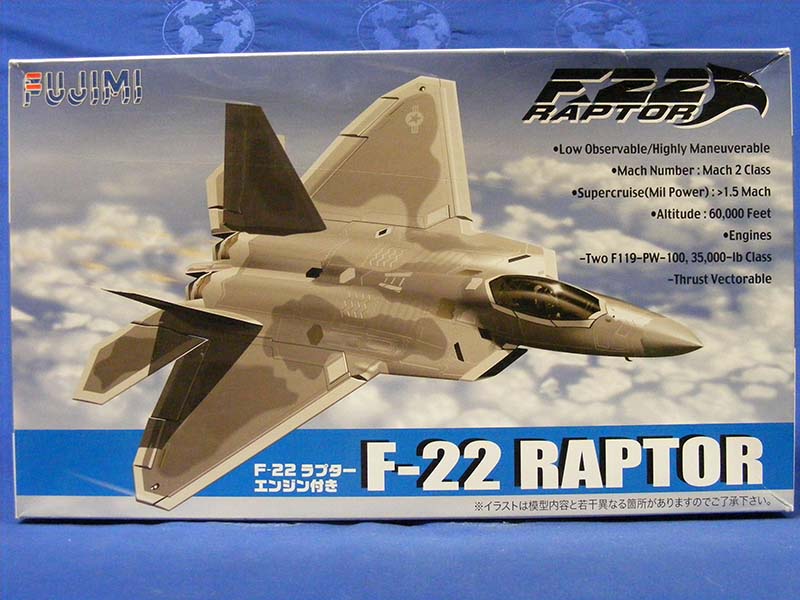 FUJIMI
F-22
RAPTOR
•Low Observable/Highly Maneuverable
•Mach Number : Mach 2 Class
•Supercruise(Mil Power) : >1.5 Mach
•Altitude : 60,000 Feet
•Engines
-Two F119-PW-100, 35,000-lb Class
-Thrust Vectorable
F-22 ラプター
エンジン付き
F-22 RAPTOR
※イラストは模型内容と若干異なる箇所がありますのでご了承下さい。